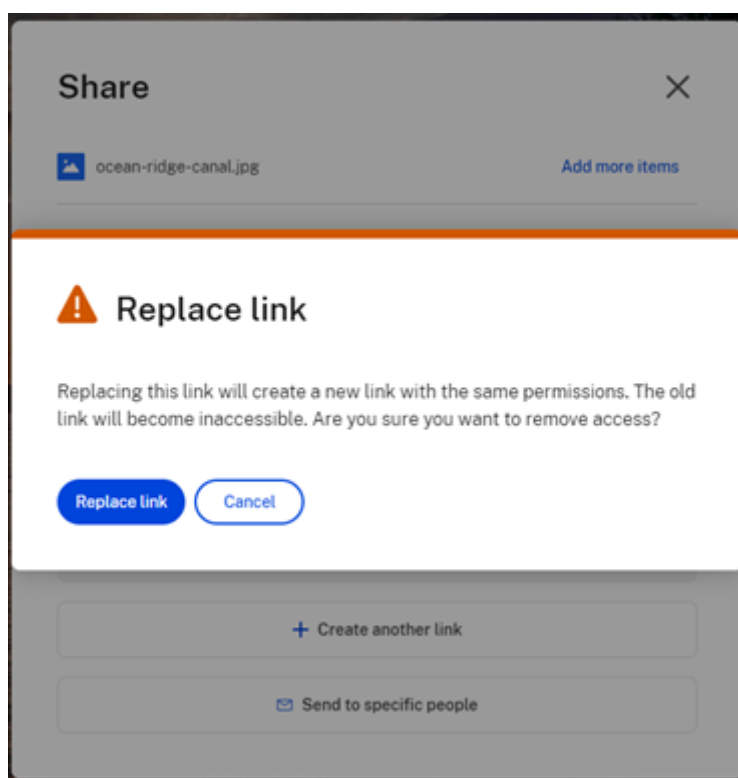 Share
ocean-ridge-canal.jpg
Add more items
Replace link
Replacing this link will create a new link with the same permissions. The old
link will become inaccessible. Are you sure you want to remove access?
Replace link
Cancel
Create another link
Send to specific people